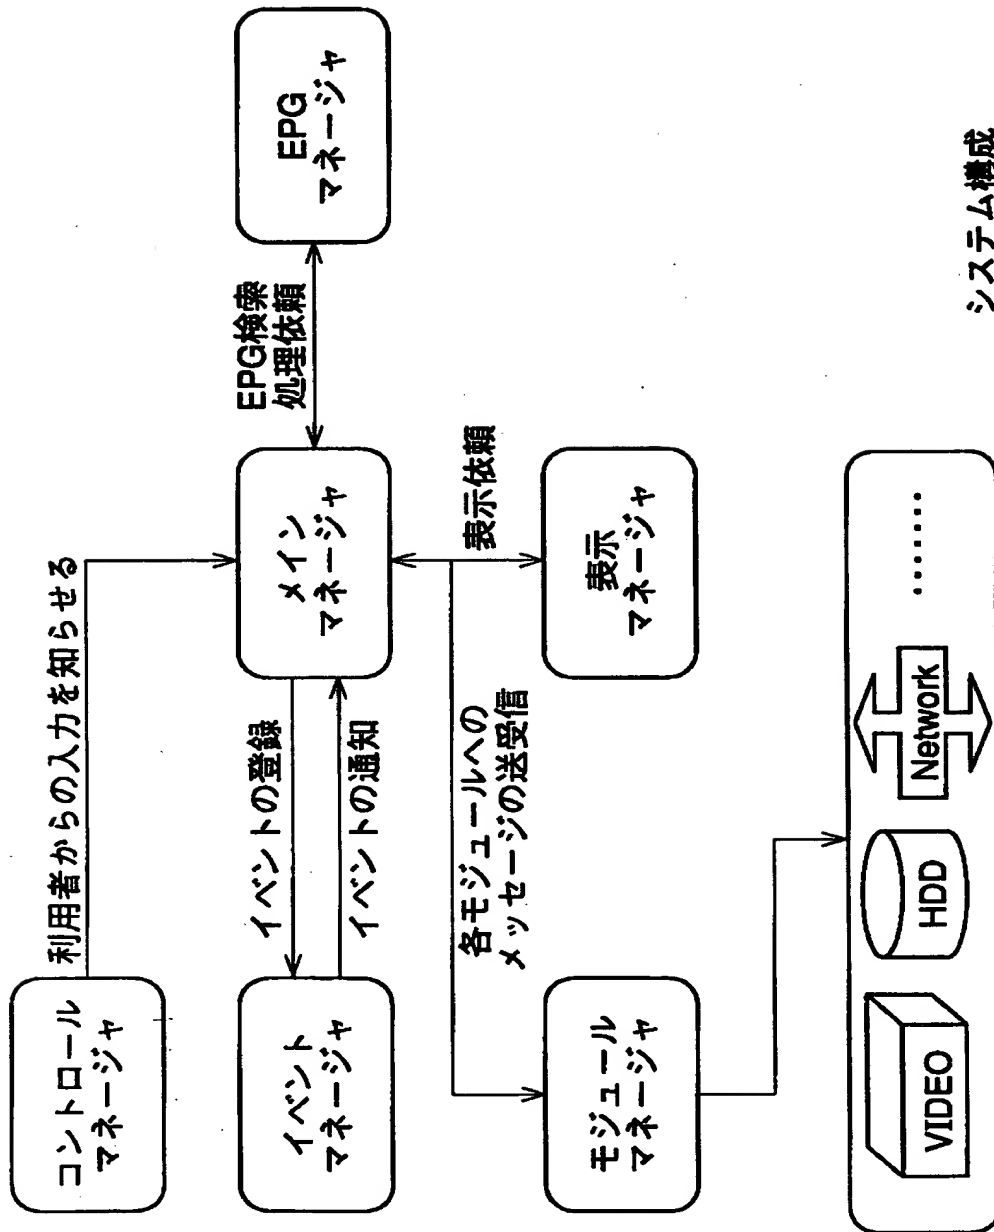 コントロール
マネージャ
利用者からの入力を知らせる
イベント
マネージャ
イベントの登録
イベントの通知
メイン
マネージャ
EPG検索
処理依頼
EPG
マネージャ
モジュール
マネージャ
各モジュールへの
メッセージの送受信
表示依頼
表示
マネージャ
VIDEO
HDD
Network
.......
システム構成